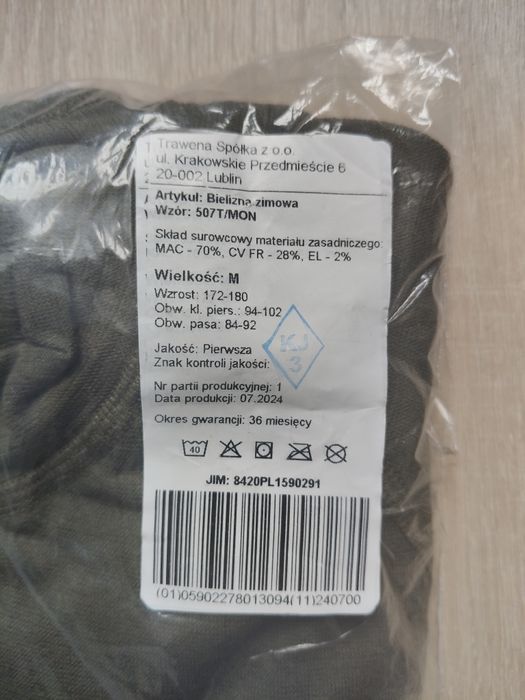 Trawena Spółka z o.o.
ul. Krakowskie Przedmieście 6
20-002 Lublin
Artykuł: Bielizna zimowa
Wzór: 507T/MON
Skład surowcowy materiału zasadniczego:
MAC - 70%, CV FR - 28%, EL - 2%
Wielkość: M
Wzrost: 172-180
Obw. kl. piers.: 94-102
Obw. pasa: 84-92
Jakość: Pierwsza
Znak kontroli jakości:
KJ
3
Nr partii produkcyjnej: 1
Data produkcji: 07.2024
Okres gwarancji: 36 miesięcy
40
JIM: 8420PL1590291
(01)05902278013094(11)240700